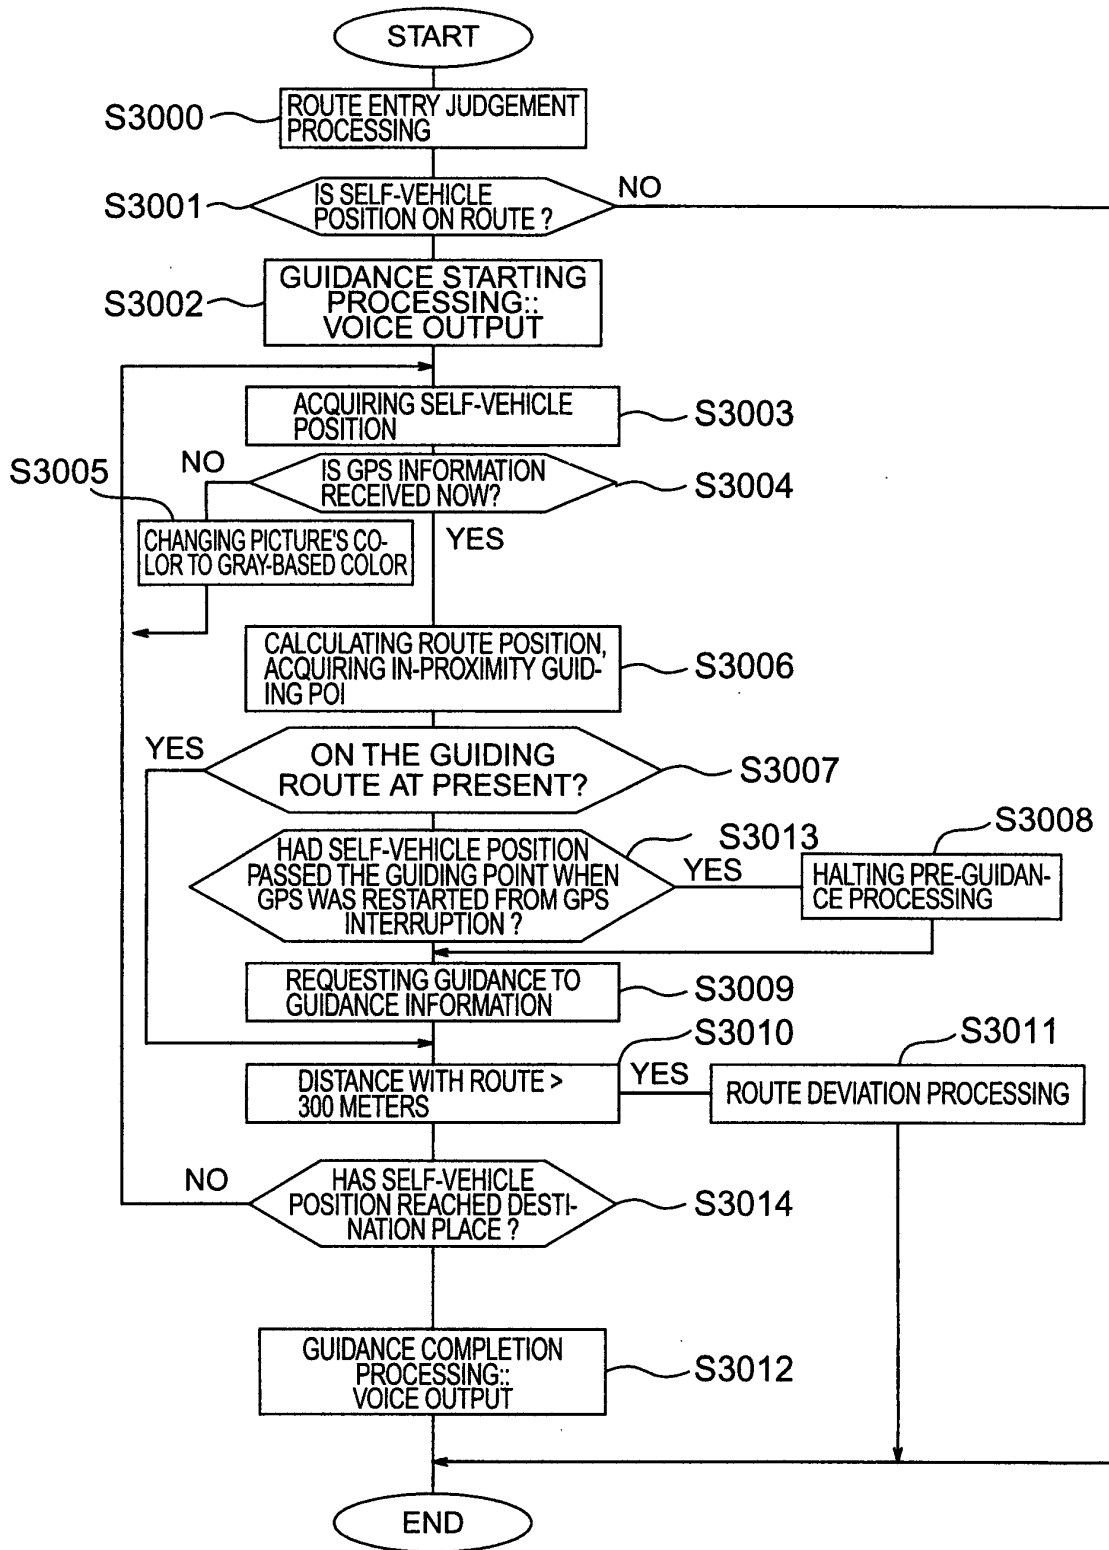 START
S3000
ROUTE ENTRY JUDGEMENT
PROCESSING
S3001
IS SELF-VEHICLE
POSITION ON ROUTE ?
NO
S3002
GUIDANCE STARTING
PROCESSING::
VOICE OUTPUT
ACQUIRING SELF-VEHICLE
POSITION
S3003
S3005
NO
IS GPS INFORMATION
RECEIVED NOW?
S3004
CHANGING PICTURE'S CO-
LOR TO GRAY-BASED COLOR
YES
CALCULATING ROUTE POSITION,
ACQUIRING IN-PROXIMITY GUID-
ING POI
S3006
YES
ON THE GUIDING
ROUTE AT PRESENT?
S3007
HAD SELF-VEHICLE POSITION
PASSED THE GUIDING POINT WHEN
GPS WAS RESTARTED FROM GPS
INTERRUPTION ?
S3013
YES
S3008
HALTING PRE-GUIDAN-
CE PROCESSING
REQUESTING GUIDANCE TO
GUIDANCE INFORMATION
S3009
S3010
DISTANCE WITH ROUTE >
300 METERS
YES
S3011
ROUTE DEVIATION PROCESSING
NO
HAS SELF-VEHICLE
POSITION REACHED DESTI-
NATION PLACE ?
S3014
GUIDANCE COMPLETION
PROCESSING::
VOICE OUTPUT
S3012
END